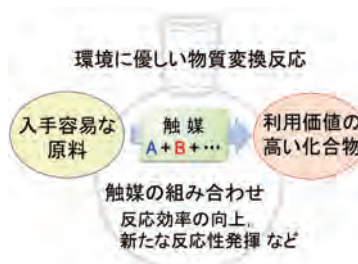 環境に優しい物質変換反応
入手容易な
原料
触 媒
A + B + …
利用価値の
高い化合物
触媒の組み合わせ
反応効率の向上,
新たな反応性発揮 など